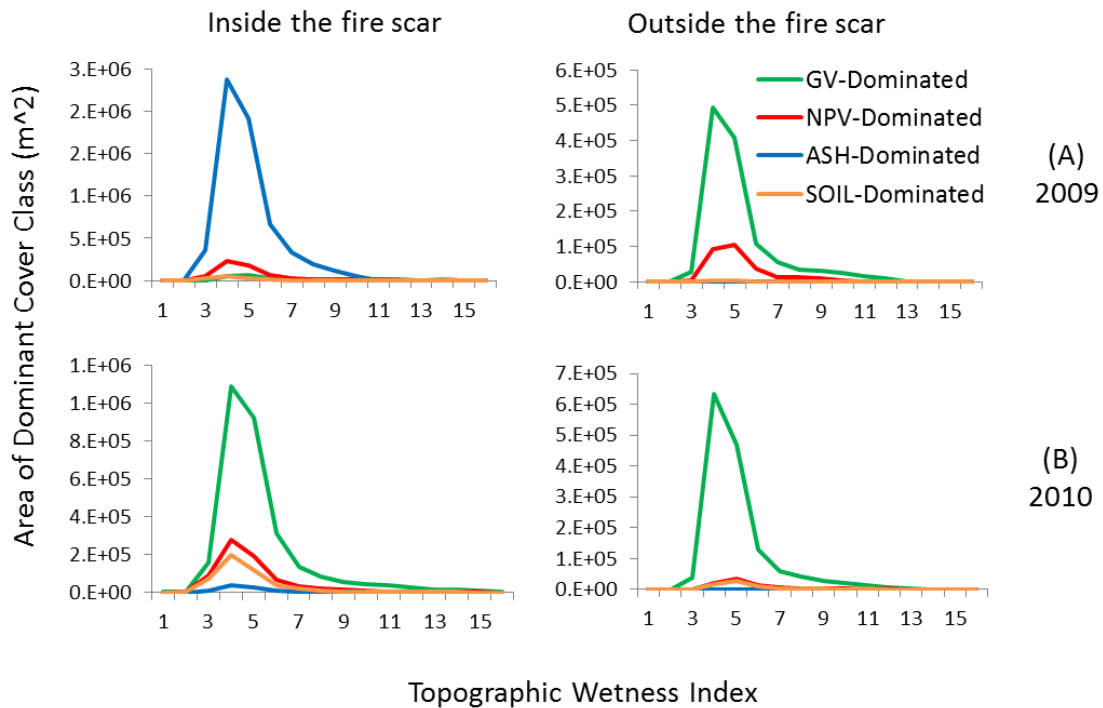 Inside the fire scar
Outside the fire scar
Area of Dominant Cover Class (m^2)
3.E+06
2.E+06
2.E+06
1.E+06
5.E+05
0.E+00
1 3 5 7 9 11 13 15
6.E+05
5.E+05
4.E+05
3.E+05
2.E+05
1.E+05
0.E+00
1 3 5 7 9 11 13 15
GV-Dominated
NPV-Dominated
ASH-Dominated
SOIL-Dominated
(A)
2009
1.E+06
1.E+06
8.E+05
6.E+05
4.E+05
2.E+05
0.E+00
1 3 5 7 9 11 13 15
7.E+05
6.E+05
5.E+05
4.E+05
3.E+05
2.E+05
1.E+05
0.E+00
1 3 5 7 9 11 13 15
(B)
2010
Topographic Wetness Index